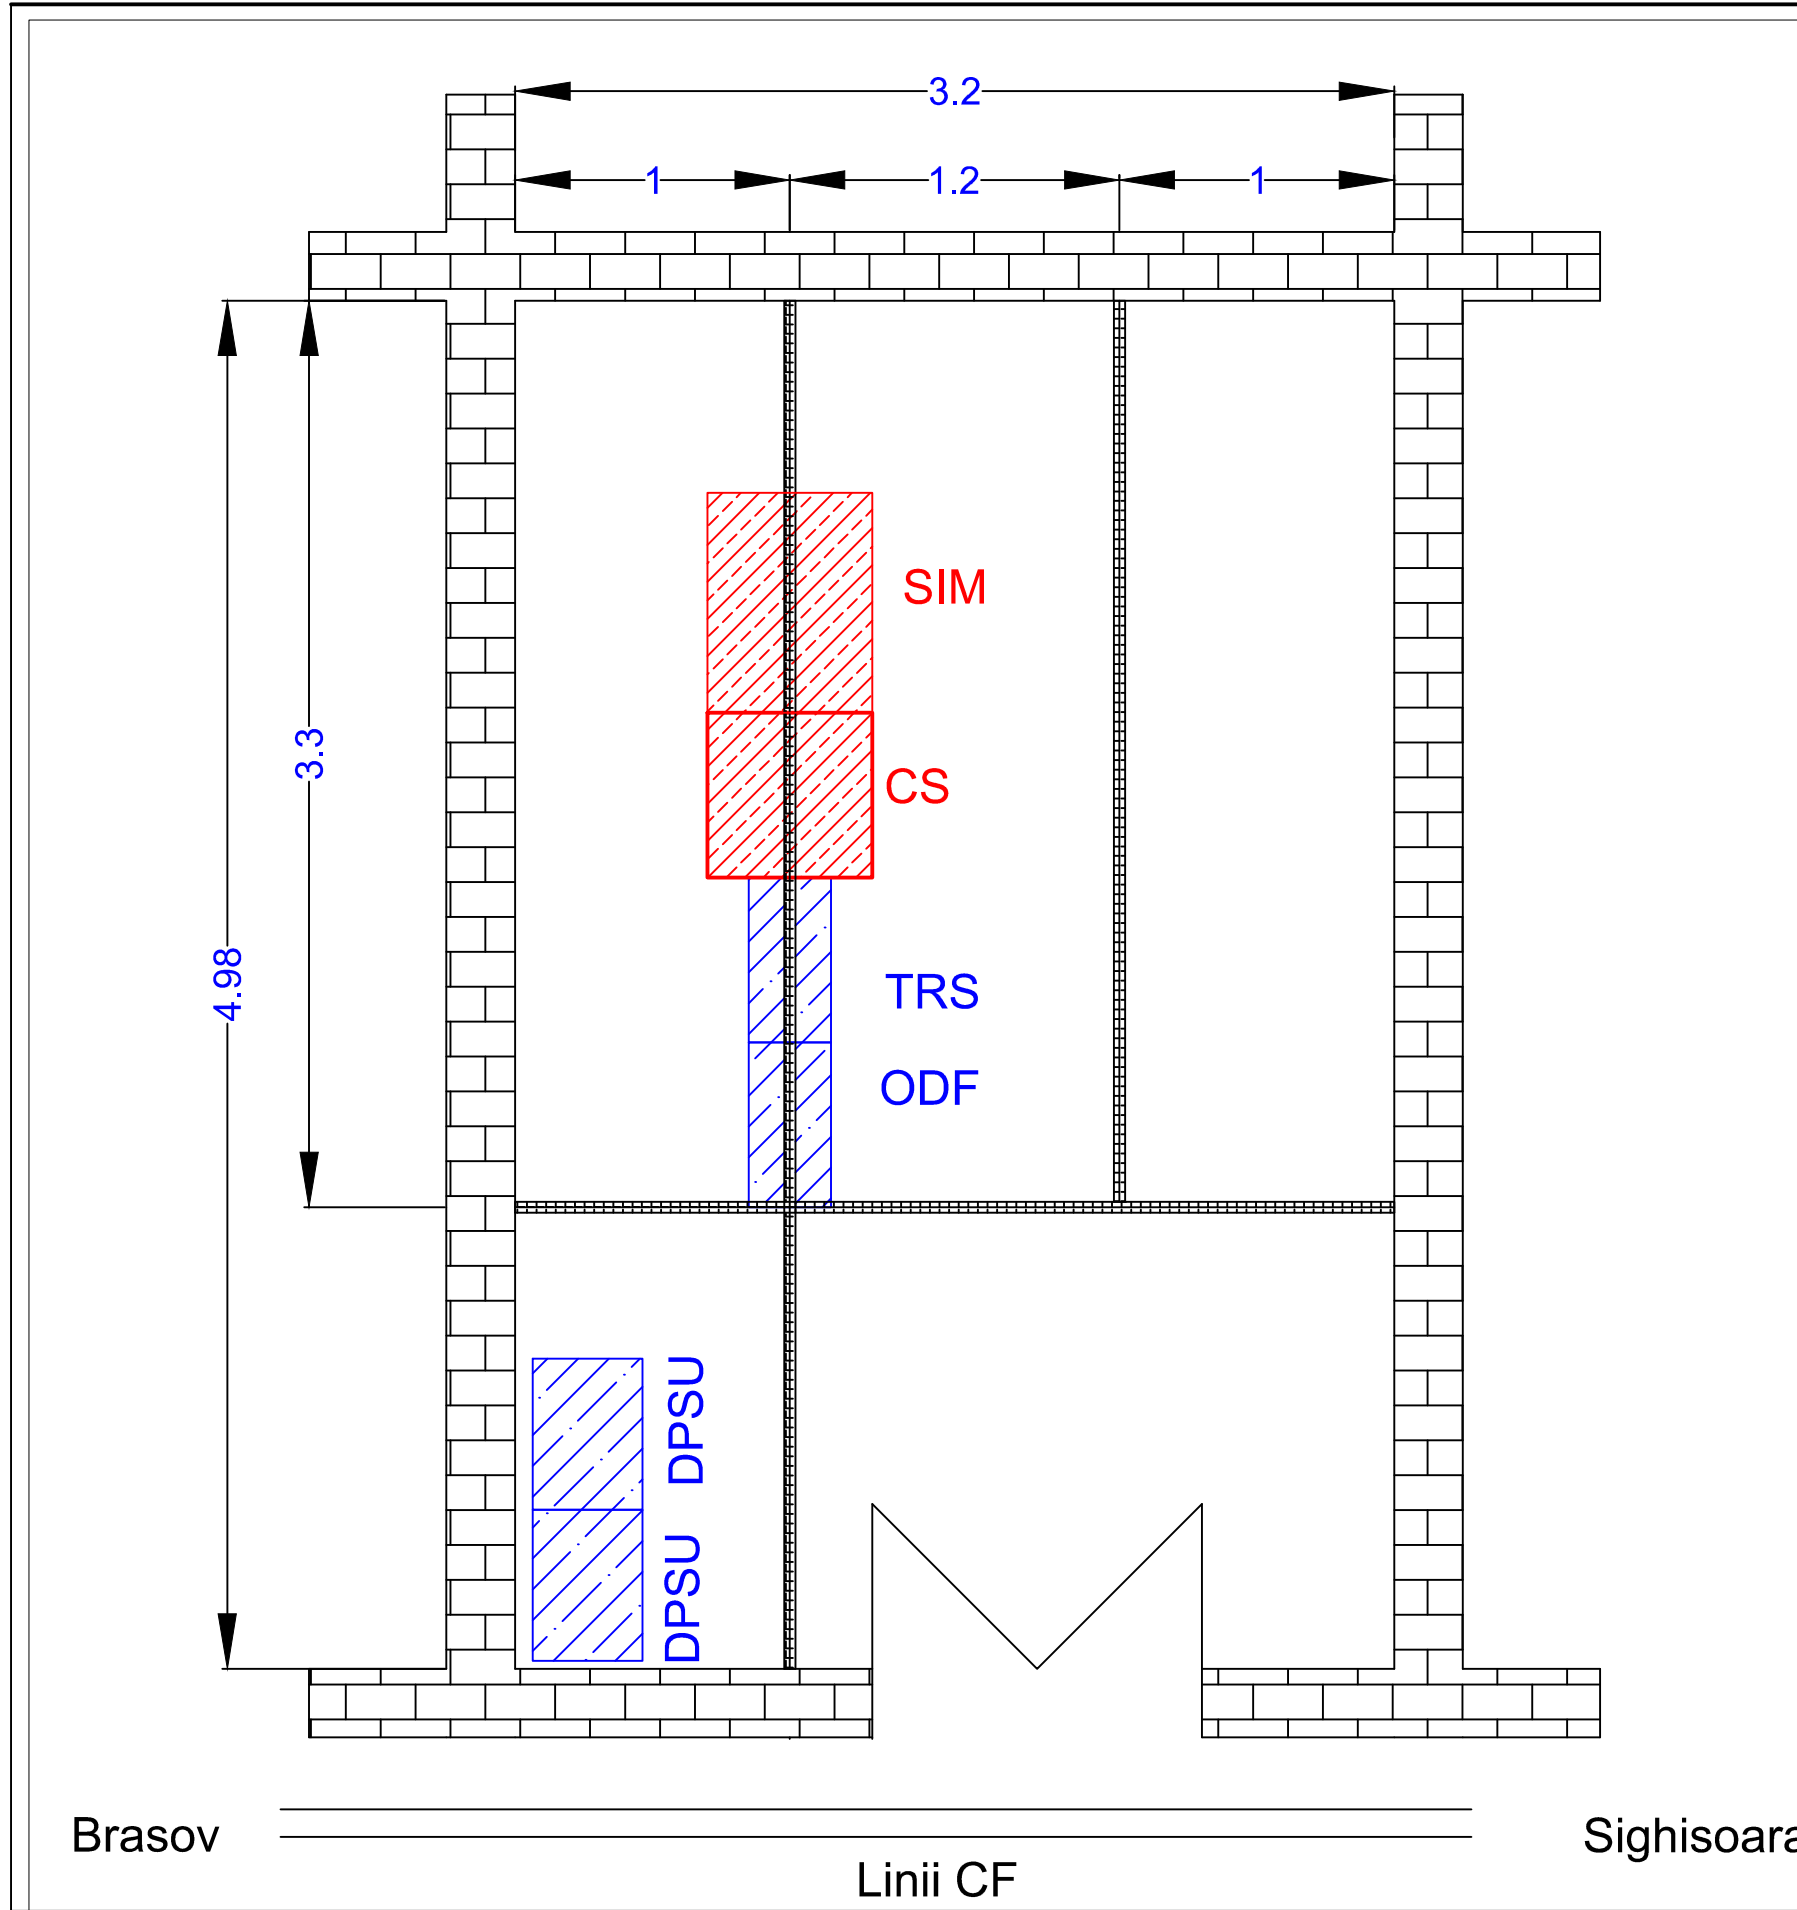 3.2
1
1.2
1
SIM
3.3
CS
4.98
TRS
ODF
DPSU
DPSU
Brasov
Sighisoara
Linii CF